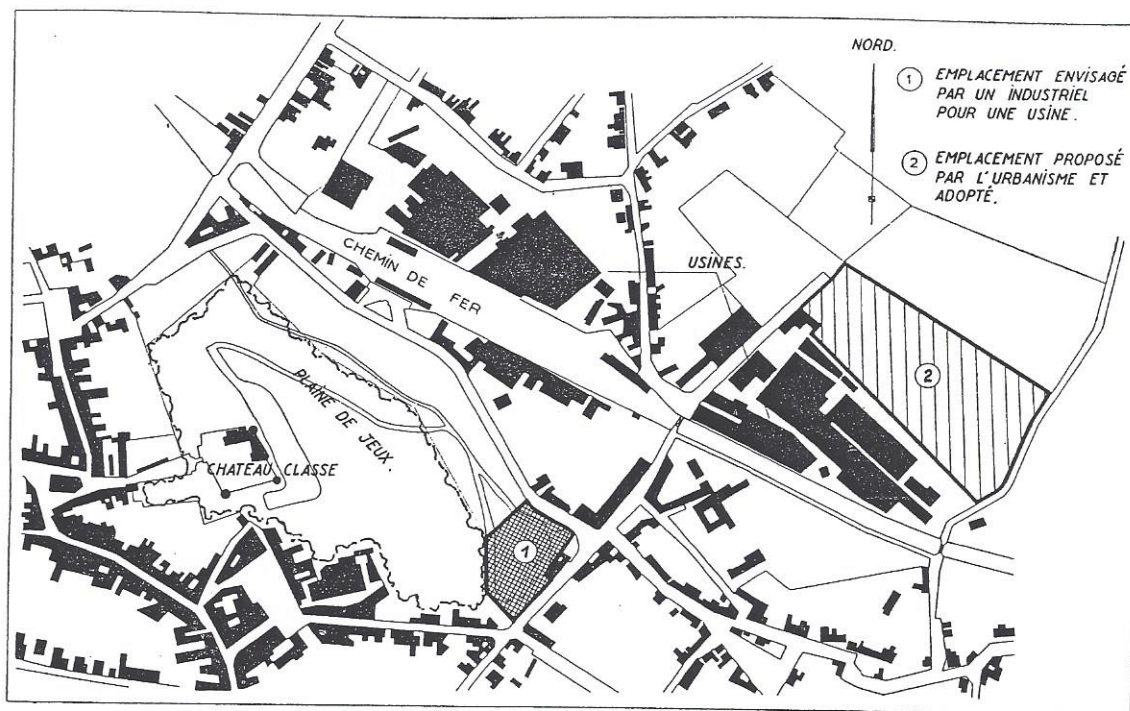 NORD.
1 EMPLACEMENT ENVISAGÉ
PAR UN INDUSTRIEL
POUR UNE USINE.
2 EMPLACEMENT PROPOSÉ
PAR L'URBANISME ET
ADOPTÉ.
CHEMIN DE FER
USINES.
2
PLAINE DE JEUX.
CHATEAU CLASSE
1